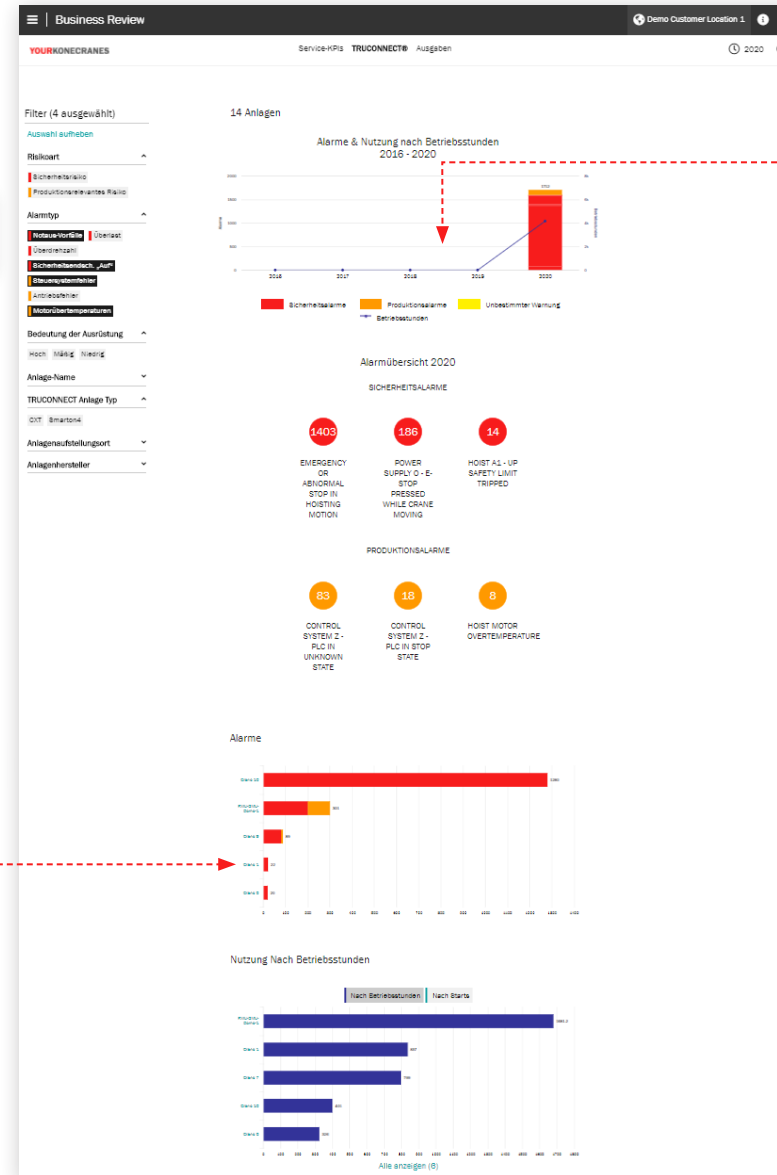 Business Review
Demo Customer Location 1
YOURKONECRANES
Service-KPIs TRUCONNECT® Ausgaben
2020
Filter (4 ausgewählt)
Auswahl aufheben
Risikoart
Sicherheitsrisiko
Produktionsrelevantes Risiko
Alarmtyp
Notaus-Vorfälle Überlast
Überdrehzahl
Sicherheitsendsch. „Auf“
Steuersystemfehler
Antriebsfehler
Motorübertemperaturen
Bedeutung der Ausrüstung
Hoch Mäßig Niedrig
Anlage-Name
TRUCONNECT Anlage Typ
CXT Smarton4
Anlagenaufstellungsort
Anlagenhersteller
14 Anlagen
Alarme & Nutzung nach Betriebsstunden
2016 - 2020
2016 2017 2018 2019 2020
Sicherheitsalarme Produktionsalarme Unbestimmter Warnung
Betriebsstunden
Alarmübersicht 2020
SICHERHEITSALARME
1403 186 14
EMERGENCY
OR
ABNORMAL
STOP IN
HOISTING
MOTION
POWER
SUPPLY O - E-
STOP
PRESSED
WHILE CRANE
MOVING
HOIST A1 - UP
SAFETY LIMIT
TRIPPED
PRODUKTIONSALARME
83 18 8
CONTROL
SYSTEM Z -
PLC IN
UNKNOWN
STATE
CONTROL
SYSTEM Z -
PLC IN STOP
STATE
HOIST MOTOR
OVERTEMPERATURE
Alarme
Nutzung Nach Betriebsstunden
Nach Betriebsstunden Nach Starts
Alle anzeigen (6)